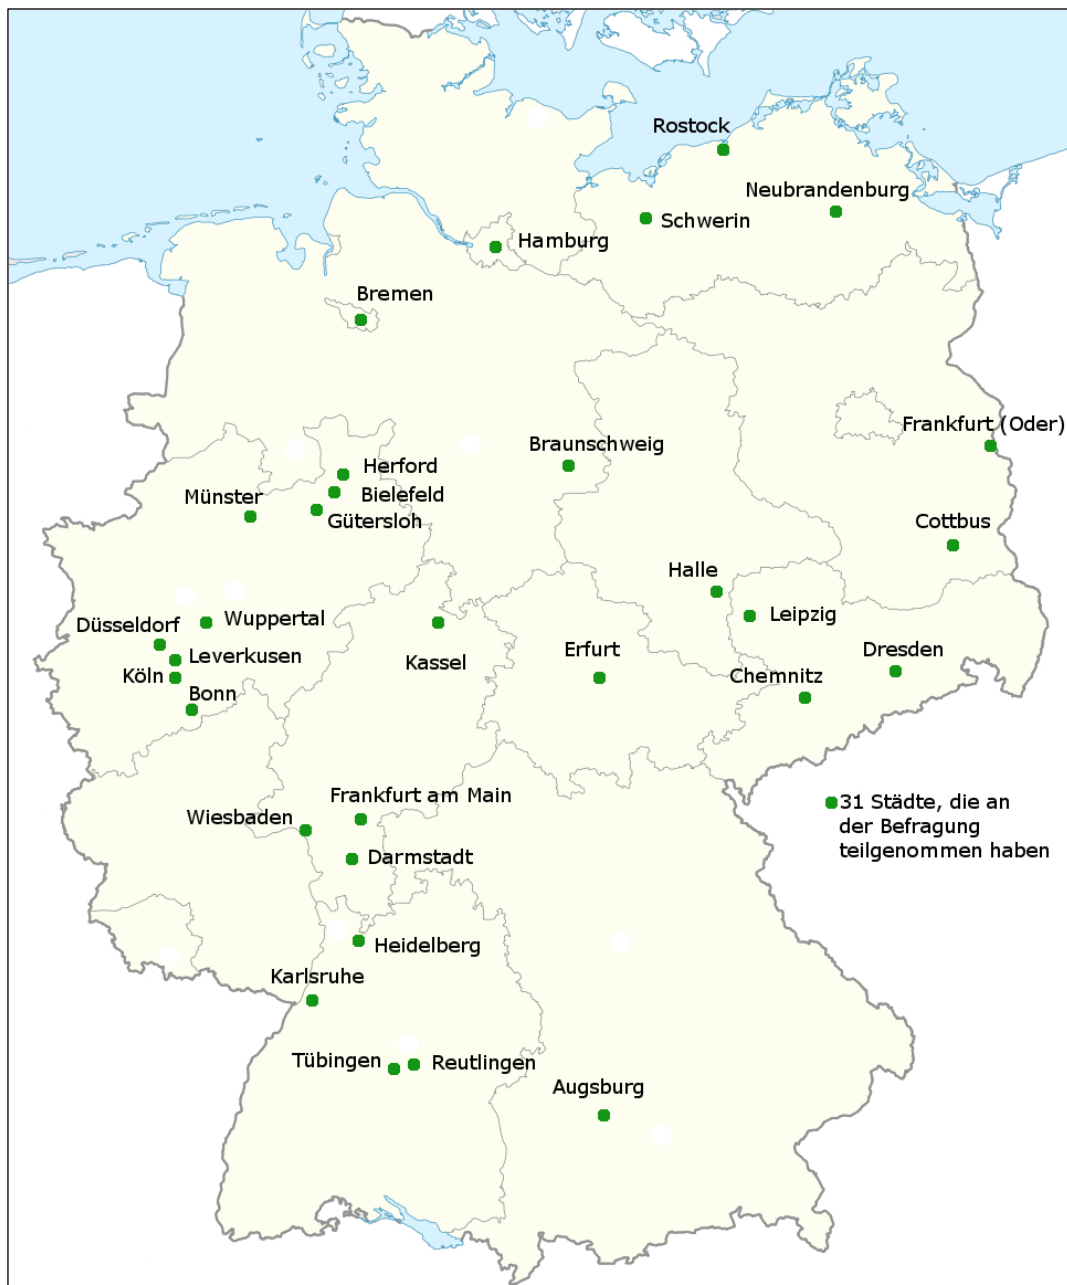 Rostock
Neubrandenburg
Schwerin
Hamburg
Bremen
Frankfurt (Oder)
Braunschweig
Herford
Bielefeld
Münster
Gütersloh
Cottbus
Halle
Leipzig
Wuppertal
Düsseldorf
Leverkusen
Kassel
Erfurt
Dresden
Köln
Chemnitz
Bonn
Frankfurt am Main
Wiesbaden
31 Städte, die an
der Befragung
teilgenommen haben
Darmstadt
Heidelberg
Karlsruhe
Tübingen
Reutlingen
Augsburg